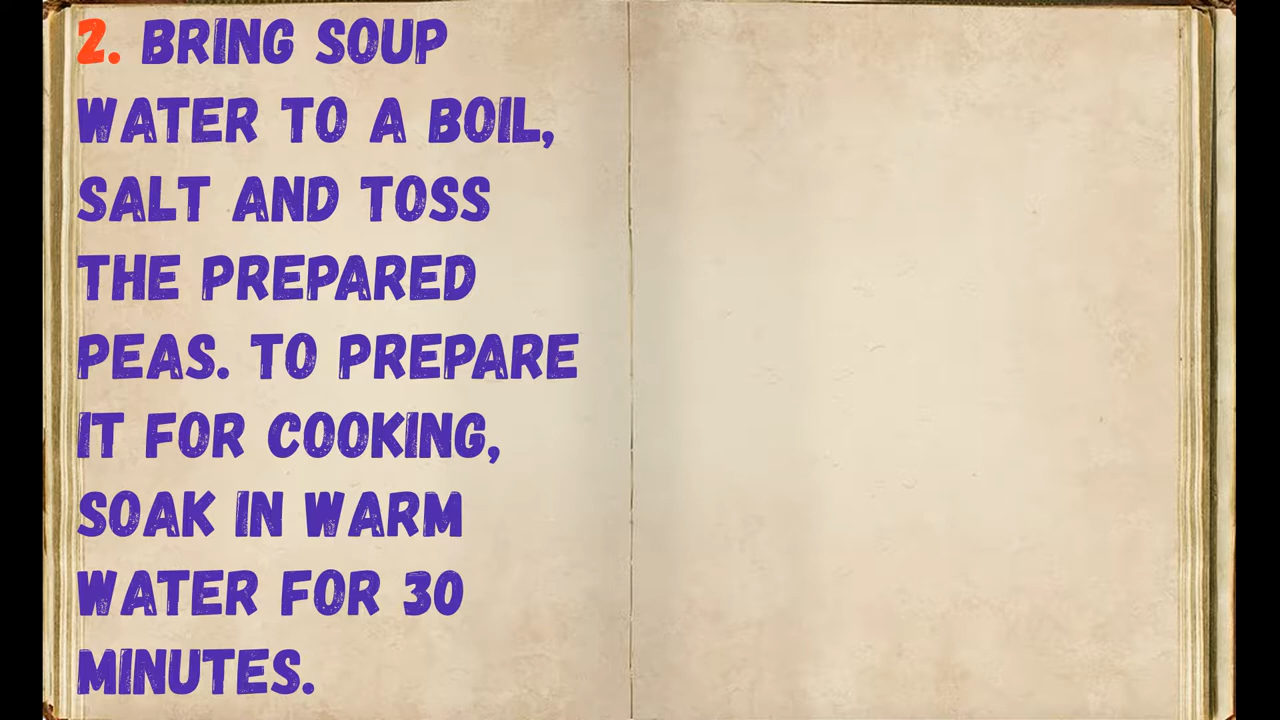 2. BRING SOUP
WATER TO A BOIL,
SALT AND TOSS
THE PREPARED
PEAS. TO PREPARE
IT FOR COOKING,
SOAK IN WARM
WATER FOR 30
MINUTES.